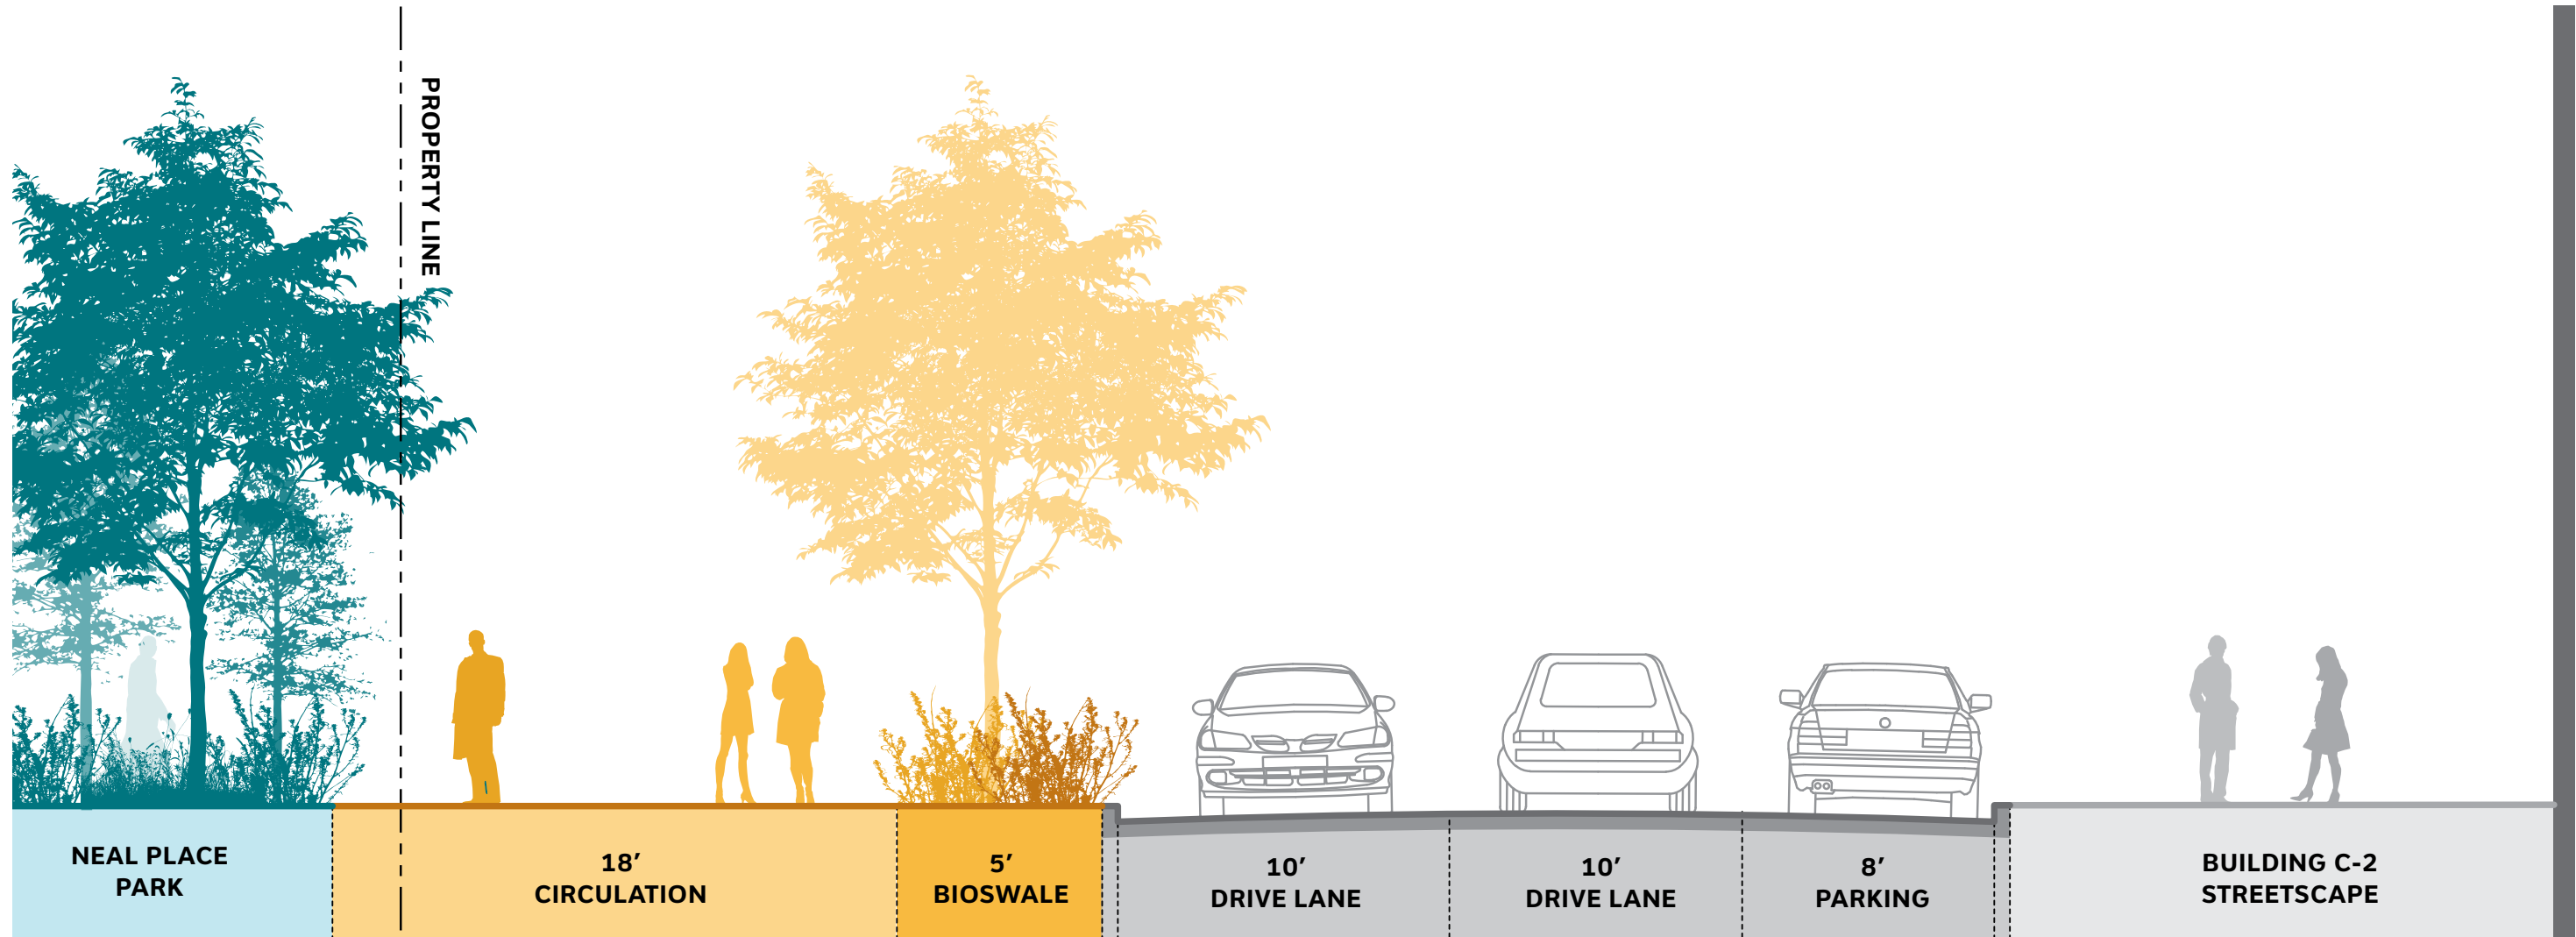 PROPERTY LINE
NEAL PLACE
PARK
18’
CIRCULATION
5’
BIOSWALE
10’
DRIVE LANE
10’
DRIVE LANE
8’
PARKING
BUILDING C-2
STREETSCAPE